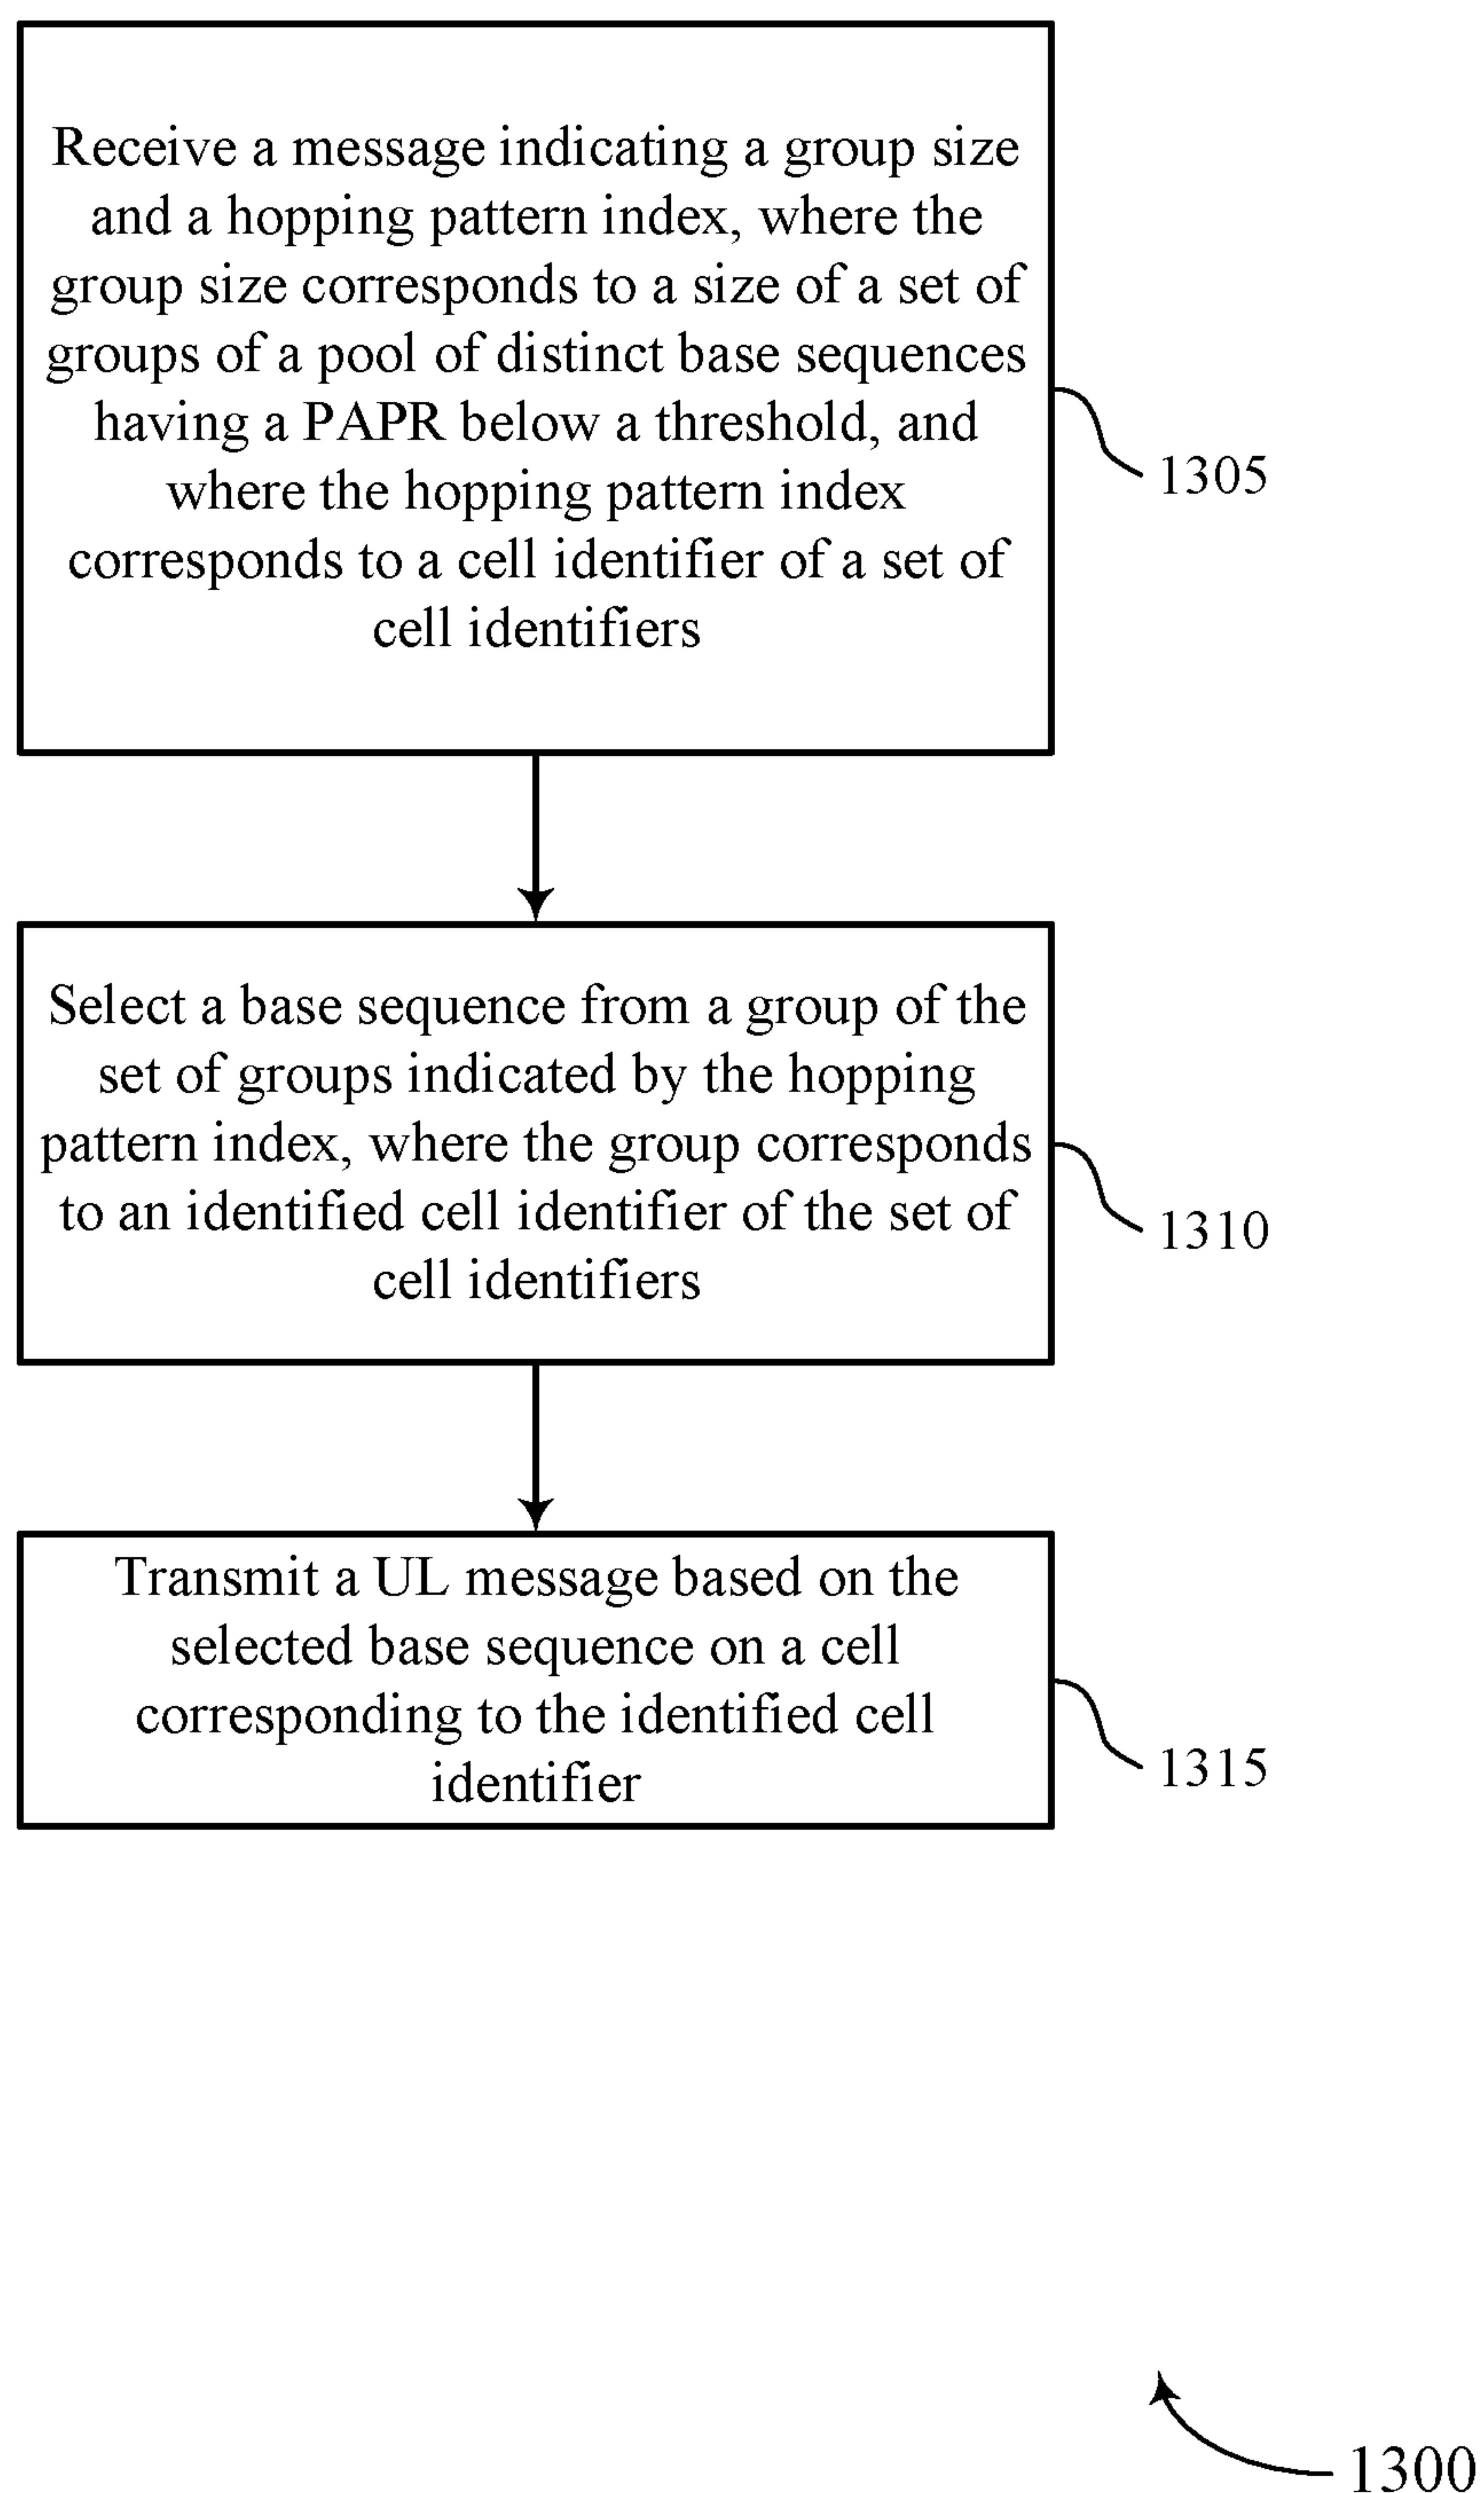 Receive a message indicating a group size
and a hopping pattern index, where the
group size corresponds to a size of a set of
groups of a pool of distinct base sequences
having a PAPR below a threshold, and
where the hopping pattern index
corresponds to a cell identifier of a set of
cell identifiers
1305
Select a base sequence from a group of the
set of groups indicated by the hopping
pattern index, where the group corresponds
to an identified cell identifier of the set of
cell identifiers
1310
Transmit a UL message based on the
selected base sequence on a cell
corresponding to the identified cell
identifier
1315
1300